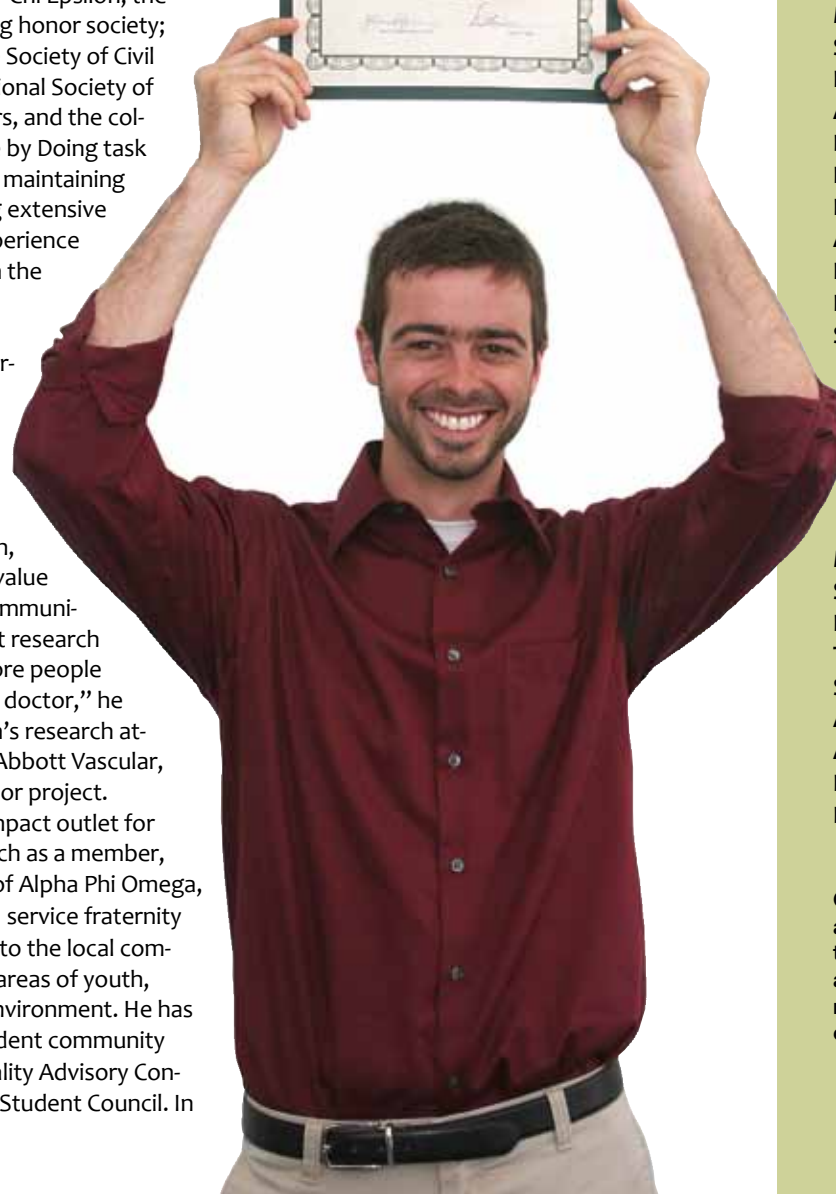 Chi Epsilon, the
g honor society;
Society of Civil
ional Society of
rs, and the col-
by Doing task
maintaining
g extensive
perience
the
er-
n,
value
ommuni-
t research
ore people
doctor,” he
n’s research at-
Abbott Vascular,
or project.
mpact outlet for
ch as a member,
of Alpha Phi Omega,
service fraternity
to the local com-
areas of youth,
nvironment. He has
dent community
lity Advisory Con-
Student Council. In